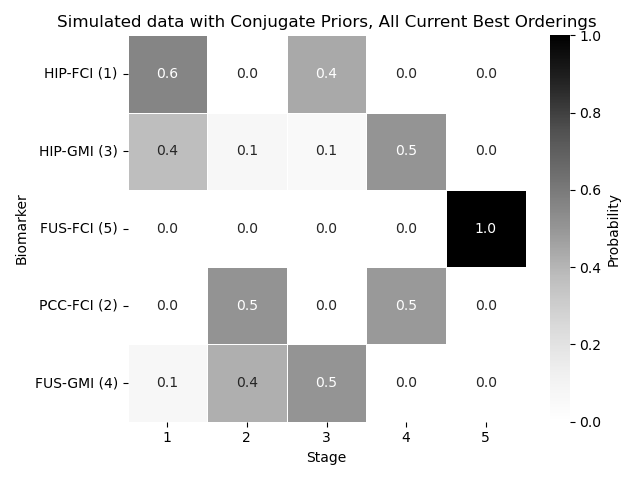 Simulated data with Conjugate Priors, All Current Best Orderings
HIP-FCI (1) 0.6 0.0 0.4 0.0 0.0
HIP-GMI (3) 0.4 0.1 0.1 0.5 0.0
FUS-FCI (5) 0.0 0.0 0.0 0.0 1.0
PCC-FCI (2) 0.0 0.5 0.0 0.5 0.0
FUS-GMI (4) 0.1 0.4 0.5 0.0 0.0
1 2 3 4 5
Stage
Biomarker
1.0
0.8
0.6
0.4
0.2
0.0
Probability